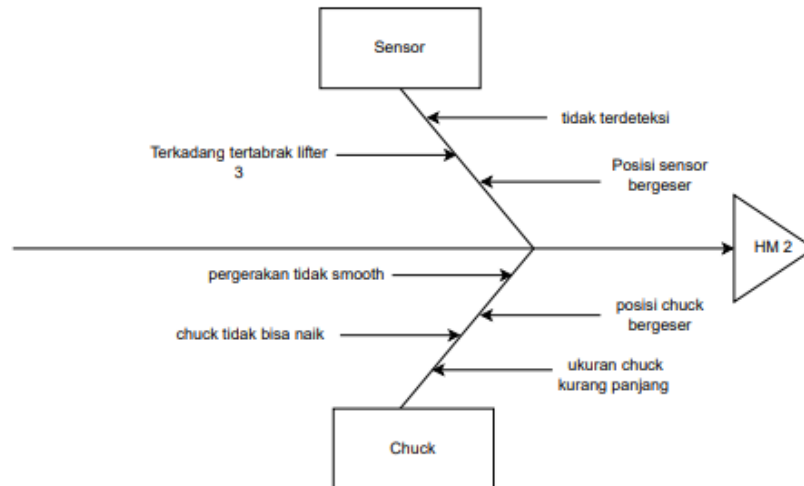 Sensor
tidak terdeteksi
Terkadang tertabrak lifter
3
Posisi sensor
bergeser
HM 2
pergerakan tidak smooth
posisi chuck
bergeser
chuck tidak bisa naik
ukuran chuck
kurang panjang
Chuck